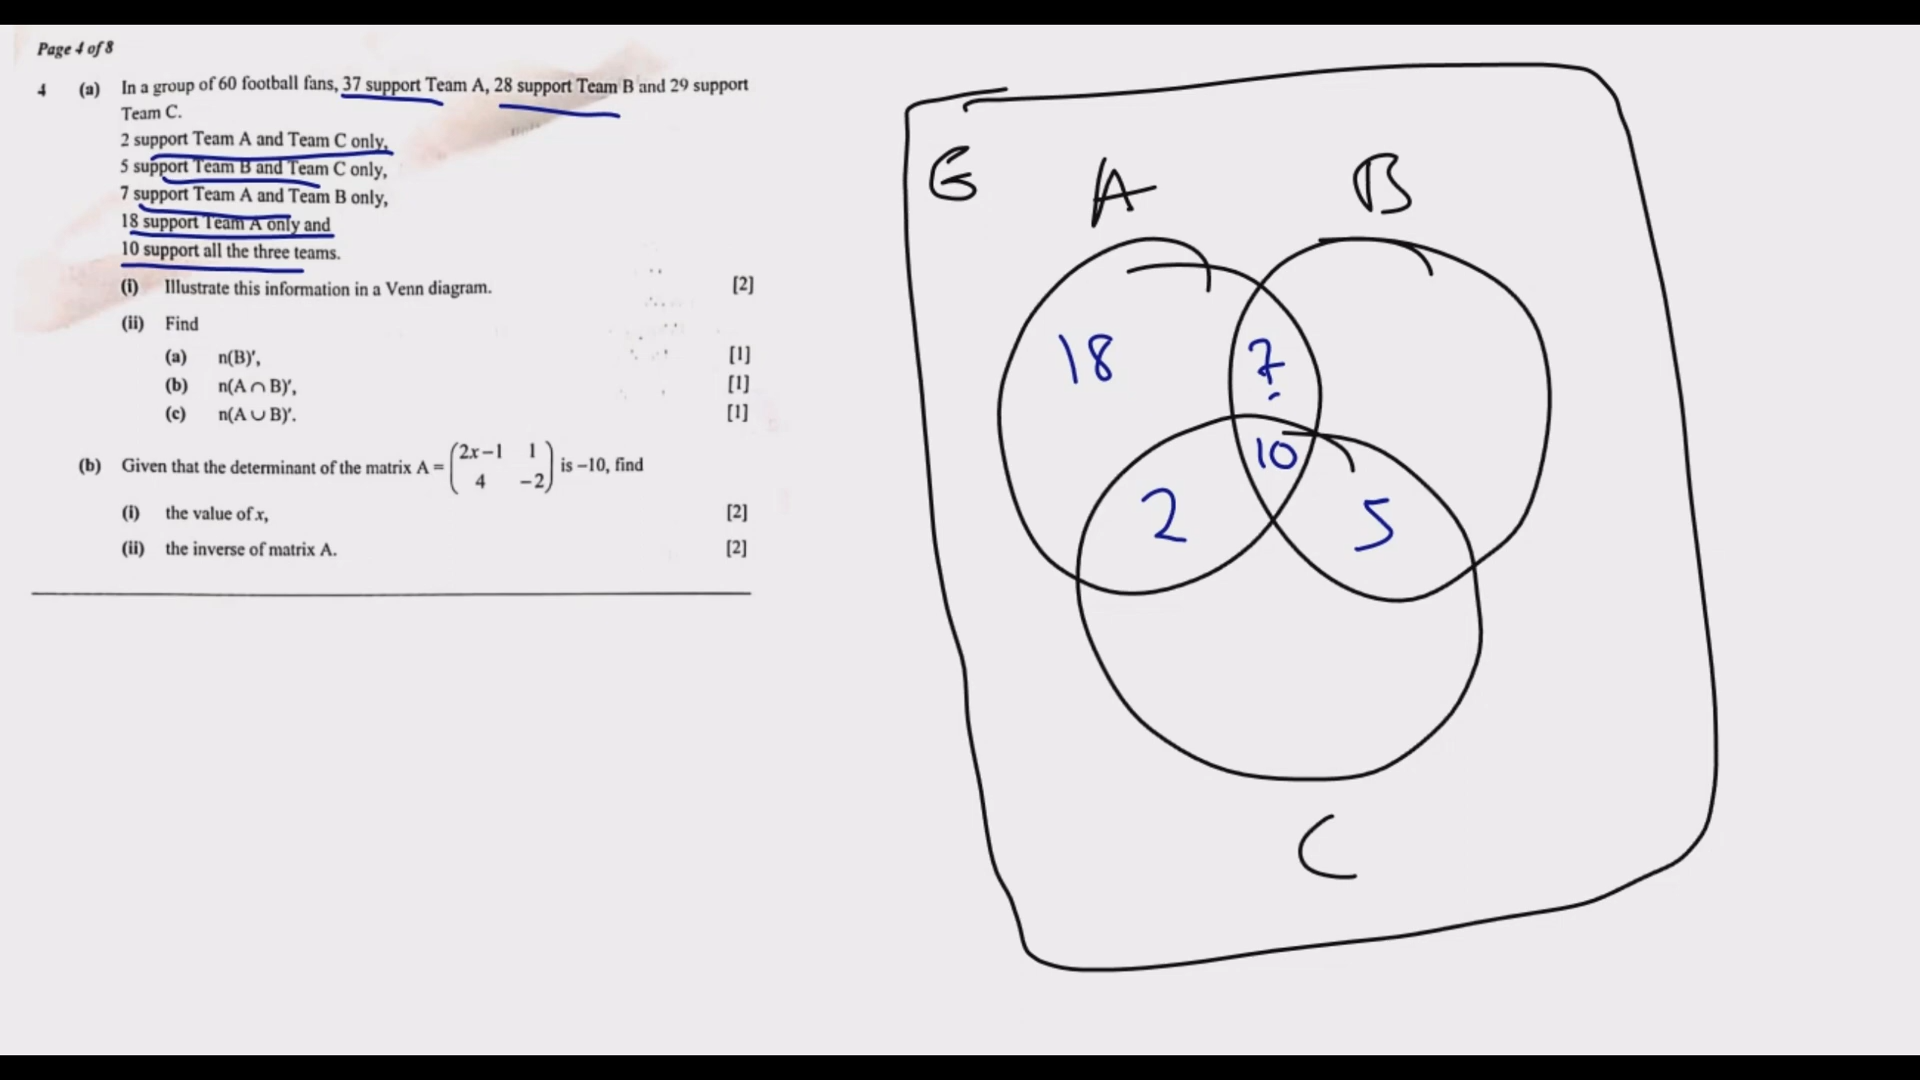 Page 4 of 8
4 (a) In a group of 60 football fans, 37 support Team A, 28 support Team B and 29 support
Team C.
2 support Team A and Team C only,
5 support Team B and Team C only,
7 support Team A and Team B only,
18 support Team A only and
10 support all the three teams.
(i) Illustrate this information in a Venn diagram. [2]
(ii) Find
(a) n(B)′, [1]
(b) n(A ∩ B)′, [1]
(c) n(A ∪ B)′. [1]
(b) Given that the determinant of the matrix A = (2x−1 1
4 −2) is −10, find
(i) the value of x, [2]
(ii) the inverse of matrix A. [2]
E A B
18 7
10
2 5
C